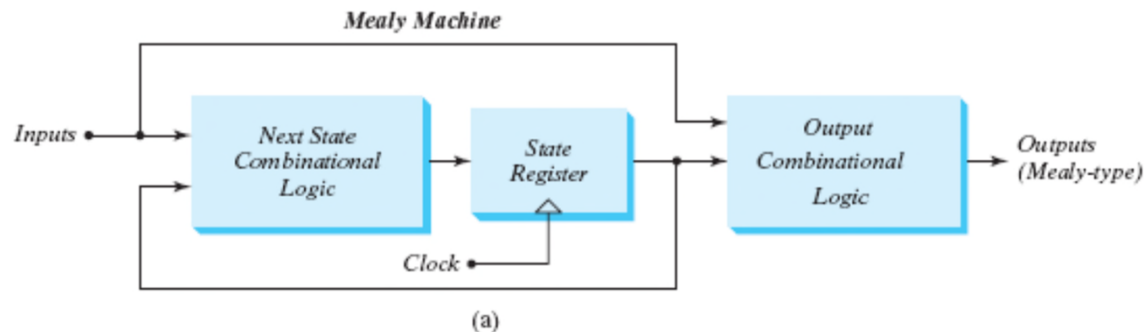 Mealy Machine
Inputs
Next State
Combinational
Logic
State
Register
Clock
Output
Combinational
Logic
Outputs
(Mealy-type)
(a)